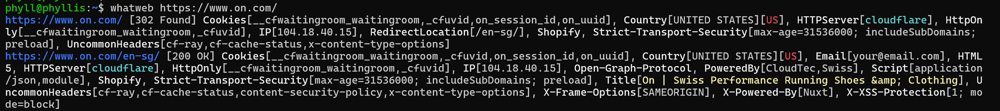 phyll@phyllis:~$ whatweb https://www.on.com/
https://www.on.com/ [302 Found] Cookies[__cfwaitingroom_waitingroom,_cfuvid,on_session_id,on_uuid], Country[UNITED STATES][US], HTTPServer[cloudflare], HttpOn
ly[__cfwaitingroom_waitingroom,_cfuvid], IP[104.18.40.15], RedirectLocation[/en-sg/], Shopify, Strict-Transport-Security[max-age=31536000; includeSubDomains;
preload], UncommonHeaders[cf-ray,cf-cache-status,x-content-type-options]
https://www.on.com/en-sg/ [200 OK] Cookies[__cfwaitingroom_waitingroom,_cfuvid,on_session_id,on_uuid], Country[UNITED STATES][US], Email[your@email.com], HTML
5, HTTPServer[cloudflare], HttpOnly[__cfwaitingroom_waitingroom,_cfuvid], IP[104.18.40.15], Open-Graph-Protocol, PoweredBy[CloudTec,Swiss], Script[application
/json,module], Shopify, Strict-Transport-Security[max-age=31536000; includeSubDomains; preload], Title[On | Swiss Performance Running Shoes &amp; Clothing], U
ncommonHeaders[cf-ray,cf-cache-status,content-security-policy,x-content-type-options], X-Frame-Options[SAMEORIGIN], X-Powered-By[Nuxt], X-XSS-Protection[1; mo
de=block]